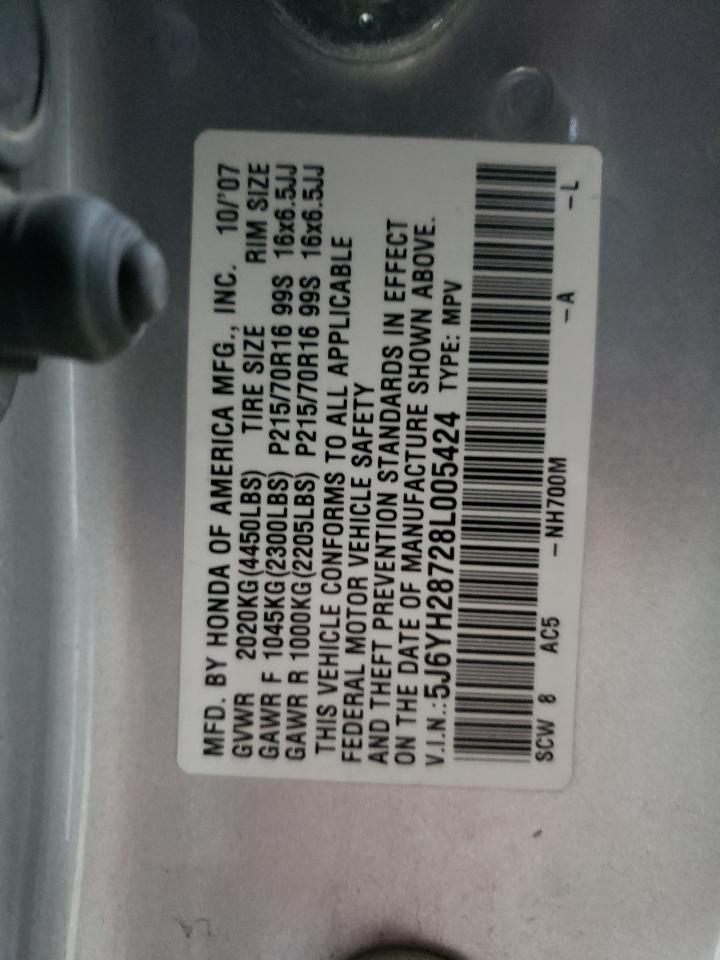 MFD. BY HONDA OF AMERICA MFG., INC. 10/'07
GVWR 2020KG(4450LBS) TIRE SIZE RIM SIZE
GAWR F 1045KG(2300LBS) P215/70R16 99S 16x6.5JJ
GAWR R 1000KG(2205LBS) P215/70R16 99S 16x6.5JJ
THIS VEHICLE CONFORMS TO ALL APPLICABLE
FEDERAL MOTOR VEHICLE SAFETY
AND THEFT PREVENTION STANDARDS IN EFFECT
ON THE DATE OF MANUFACTURE SHOWN ABOVE.
V.I.N.:5J6YH28728L005424 TYPE: MPV
SCW 8 AC5 -NH700M -A -L